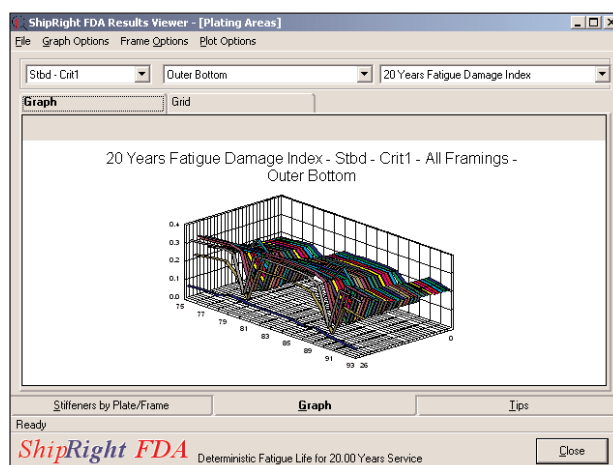 ShipRight FDA Results Viewer - [Plating Areas]
File Graph Options Frame Options Plot Options
Stbd - Crit1 Outer Bottom 20 Years Fatigue Damage Index
Graph Grid
20 Years Fatigue Damage Index - Stbd - Crit1 - All Framings -
Outer Bottom
0.4
0.3
0.2
0.1
0.0
75
77
79
81
83
85
89
91
93 26
0
Stiffeners by Plate/Frame Graph Tips
Ready
ShipRight FDA Deterministic Fatigue Life for 20.00 Years Service Close